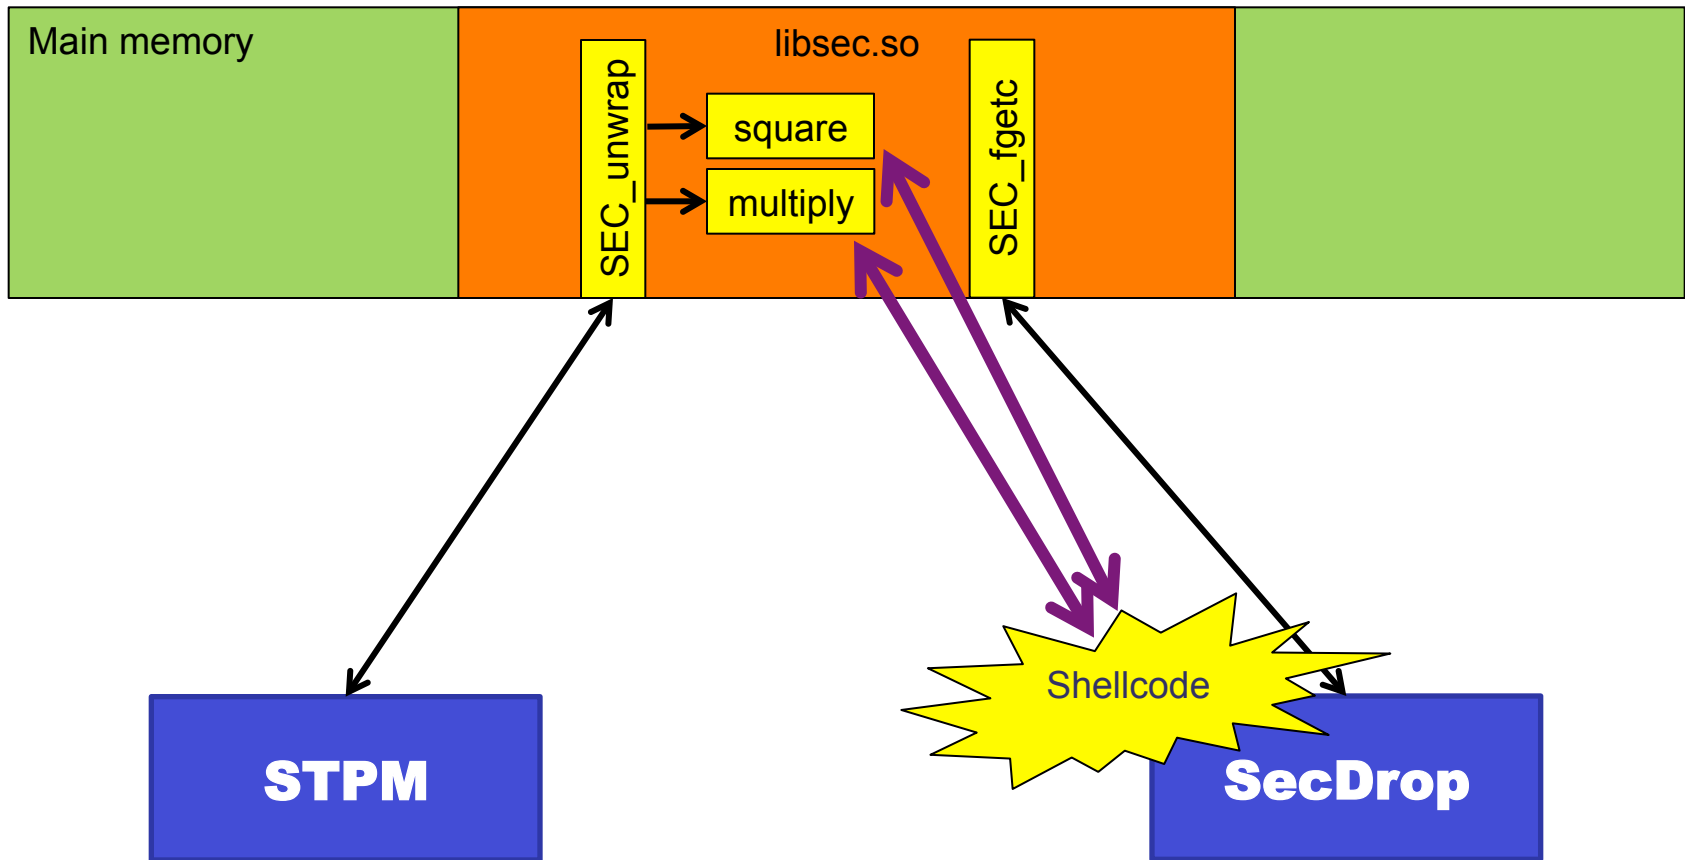 Main memory
libsec.so
SEC_unwrap
square
multiply
SEC_fgetc
Shellcode
STPM
SecDrop